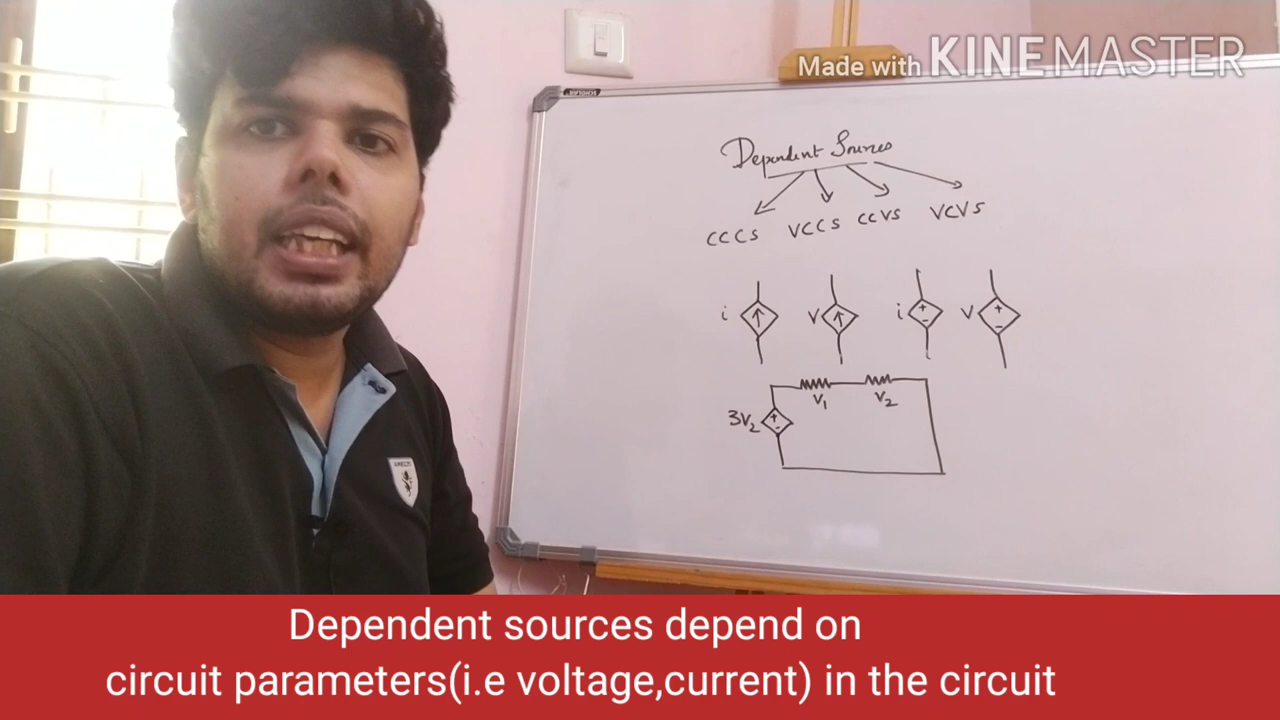 Made with KINEMASTER
Dependent Sources
CCCS VCCS CCVS VCVS
i V i V
+ +
- -
V₁ V₂
3V₂ + -
Dependent sources depend on
circuit parameters(i.e voltage,current) in the circuit